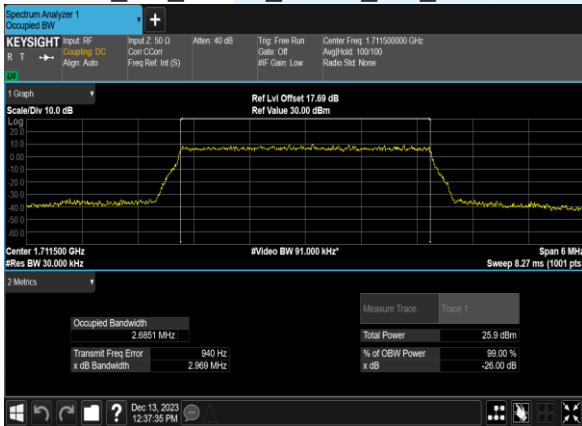 Spectrum Analyzer 1
Occupied BW
KEYSIGHT
R T
LXI
Input: RF
Coupling: DC
Align: Auto
Input Z: 50 Ω
Corr CCorr
Freq Ref: Int (S)
Atten: 40 dB
Trig: Free Run
Gate: Off
#IF Gain: Low
Center Freq: 1.711500000 GHz
Avg|Hold: 100/100
Radio Std: None
1 Graph
Scale/Div 10.0 dB
Ref Lvl Offset 17.69 dB
Ref Value 30.00 dBm
Log
20.0
10.0
0.00
-10.0
-20.0
-30.0
-40.0
-50.0
-60.0
Center 1.711500 GHz
#Res BW 30.000 kHz
#Video BW 91.000 kHz*
Span 6 MHz
Sweep 8.27 ms (1001 pts)
2 Metrics
Measure Trace Trace 1
Occupied Bandwidth
2.6851 MHz
Total Power 25.9 dBm
Transmit Freq Error 940 Hz
% of OBW Power 99.00 %
x dB Bandwidth 2.969 MHz
x dB -26.00 dB
?
Dec 13, 2023
12:37:35 PM